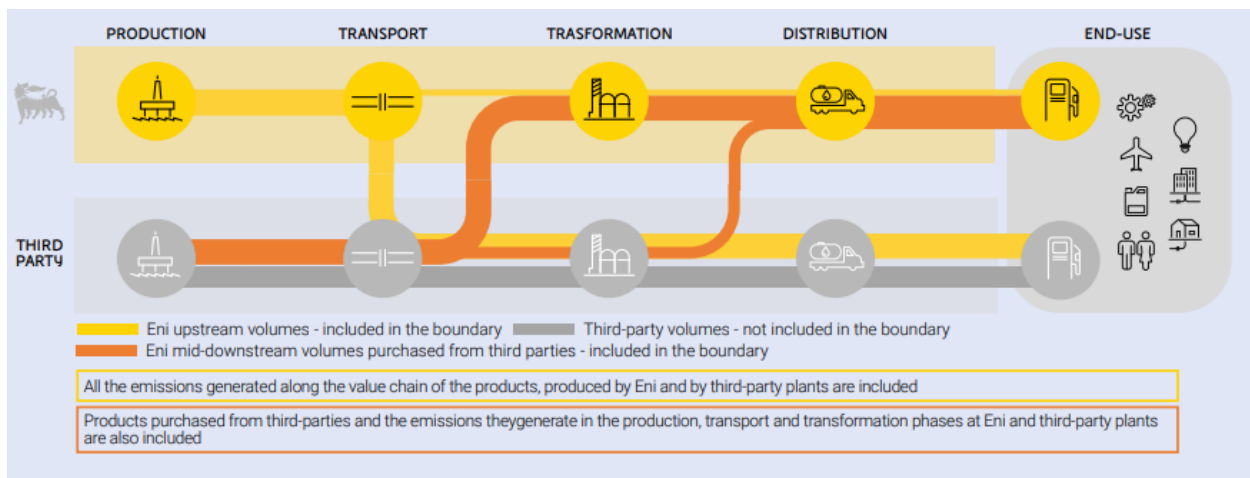 PRODUCTION TRANSPORT TRASFORMATION DISTRIBUTION END-USE
THIRD
PARTY
Eni upstream volumes - included in the boundary Third-party volumes - not included in the boundary
Eni mid-downstream volumes purchased from third parties - included in the boundary
All the emissions generated along the value chain of the products, produced by Eni and by third-party plants are included
Products purchased from third-parties and the emissions theygenerate in the production, transport and transformation phases at Eni and third-party plants
are also included